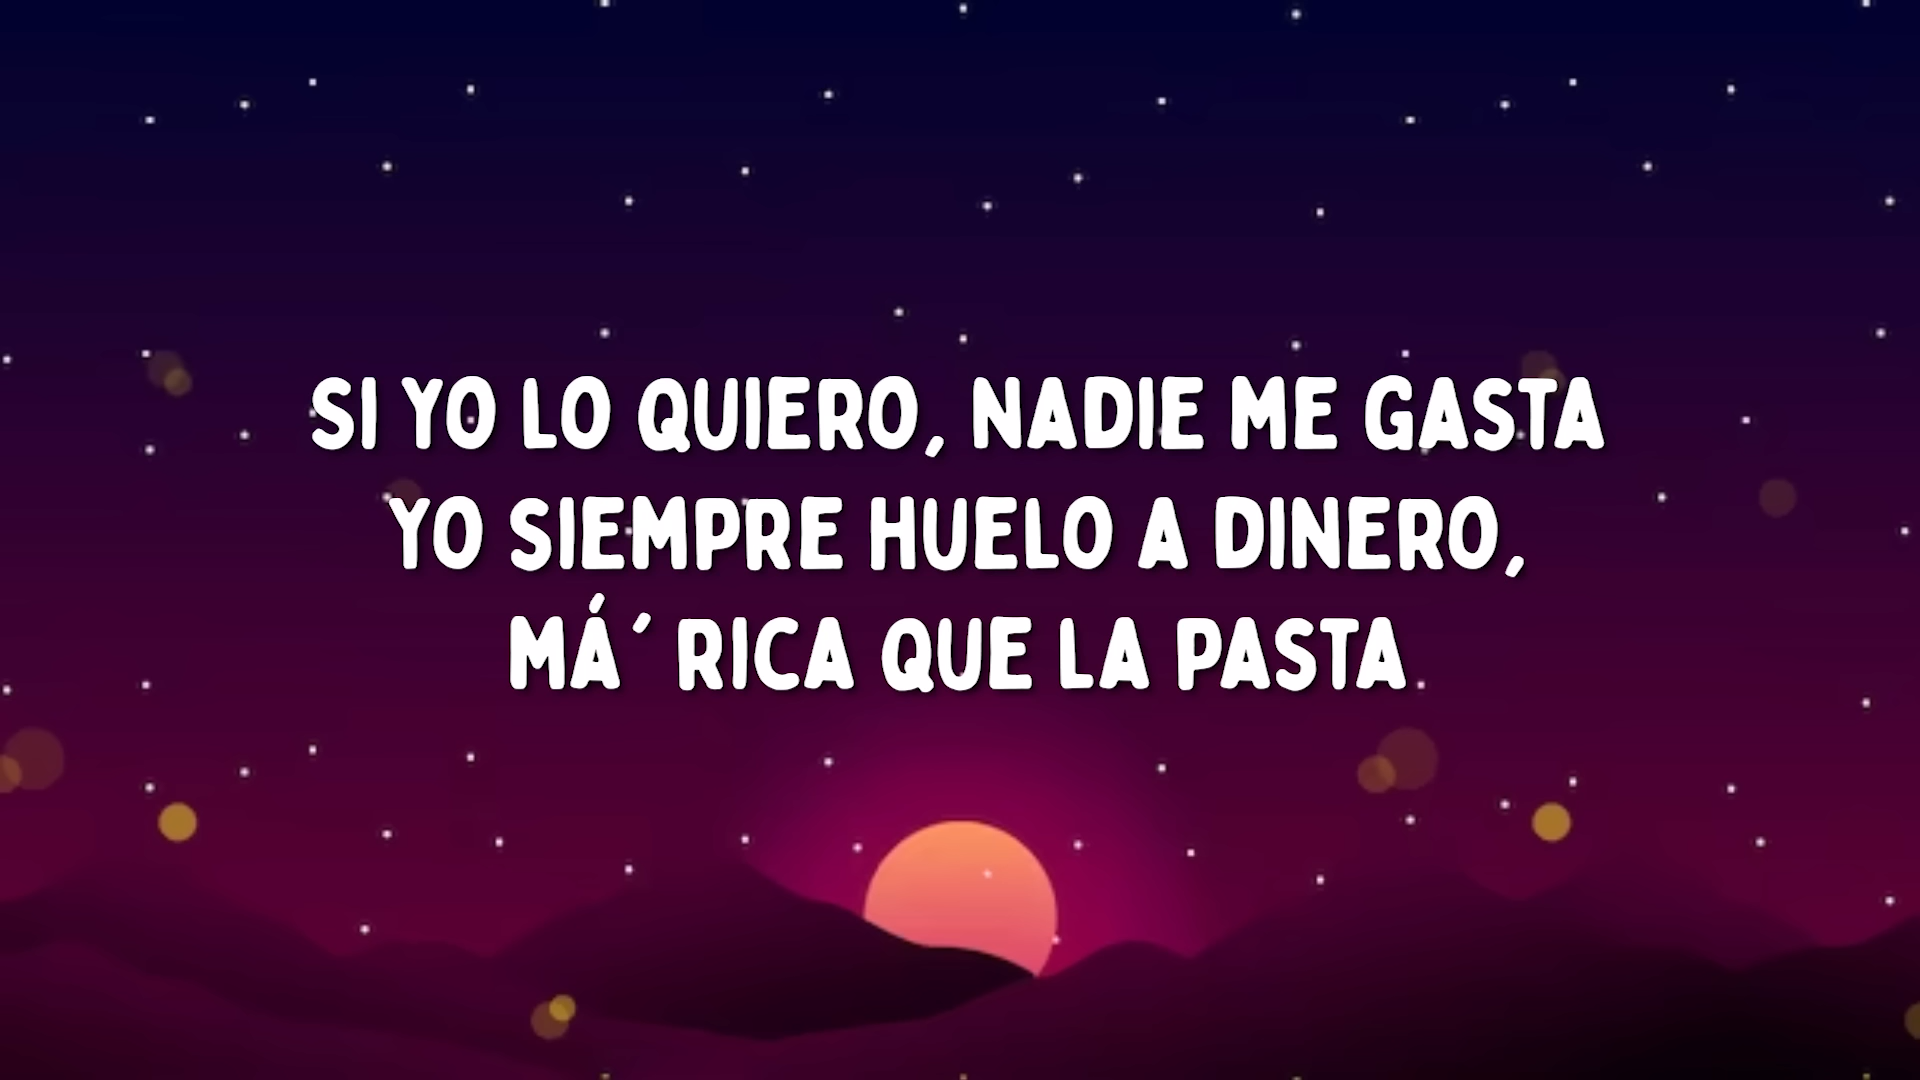 SI YO LO QUIERO, NADIE ME GASTA
YO SIEMPRE HUELO A DINERO,
MÁ´ RICA QUE LA PASTA